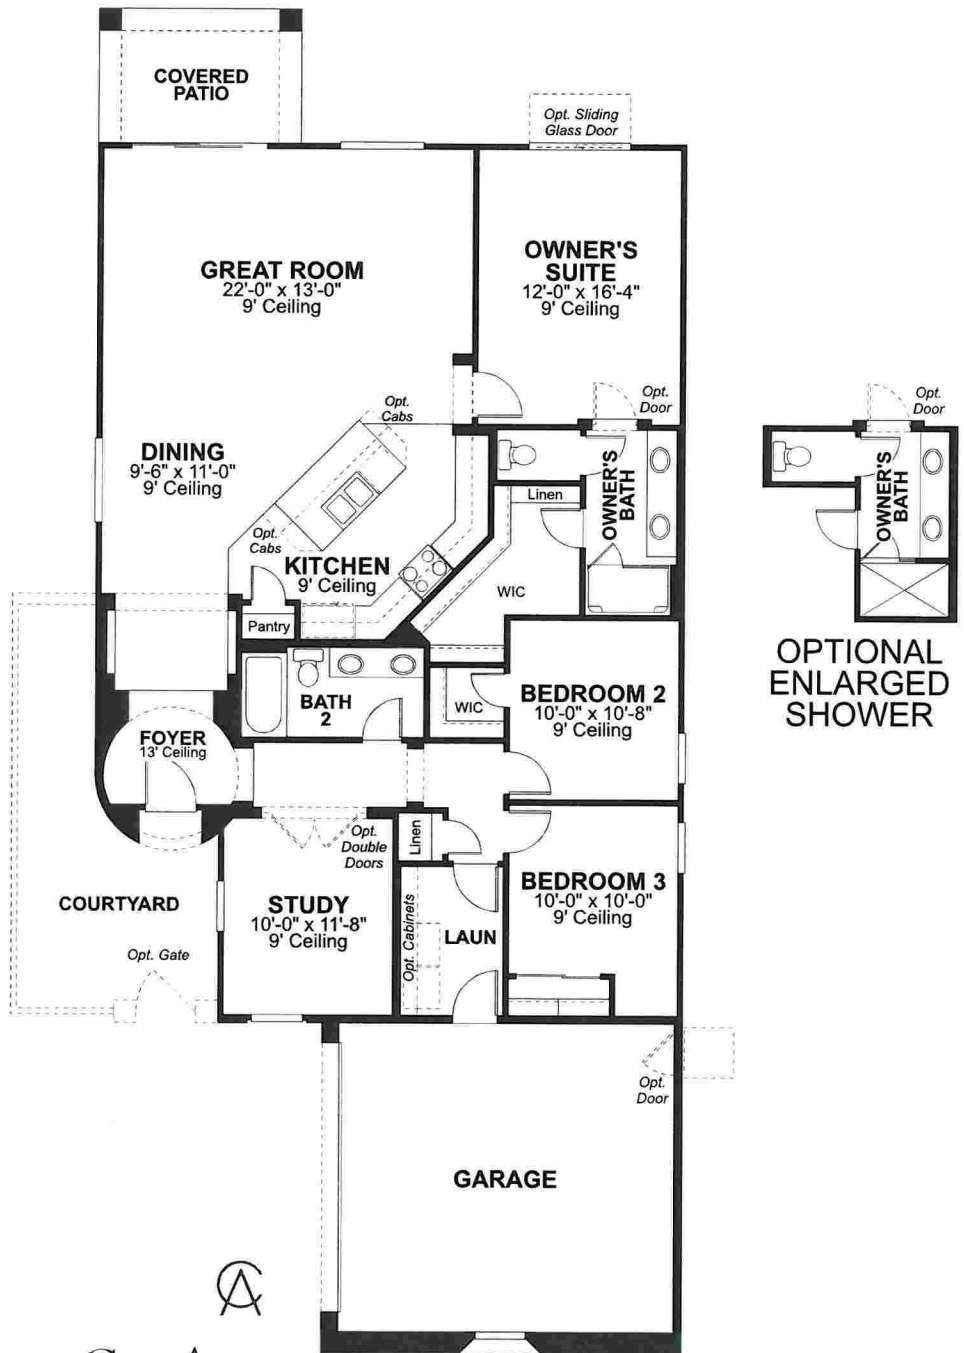 COVERED
PATIO
Opt. Sliding
Glass Door
GREAT ROOM
22'-0" x 13'-0"
9' Ceiling
OWNER'S
SUITE
12'-0" x 16'-4"
9' Ceiling
Opt.
Door
Opt.
Cabs
DINING
9'-6" x 11'-0"
9' Ceiling
Opt.
Cabs
KITCHEN
9' Ceiling
Pantry
Linen
OWNER'S
BATH
WIC
Opt.
Door
OWNER'S
BATH
OPTIONAL
ENLARGED
SHOWER
BATH
2
WIC
BEDROOM 2
10'-0" x 10'-8"
9' Ceiling
FOYER
13' Ceiling
Opt.
Double
Doors
Linen
COURTYARD
Opt. Gate
STUDY
10'-0" x 11'-8"
9' Ceiling
Opt. Cabinets
LAUN
BEDROOM 3
10'-0" x 10'-0"
9' Ceiling
Opt.
Door
GARAGE
CA